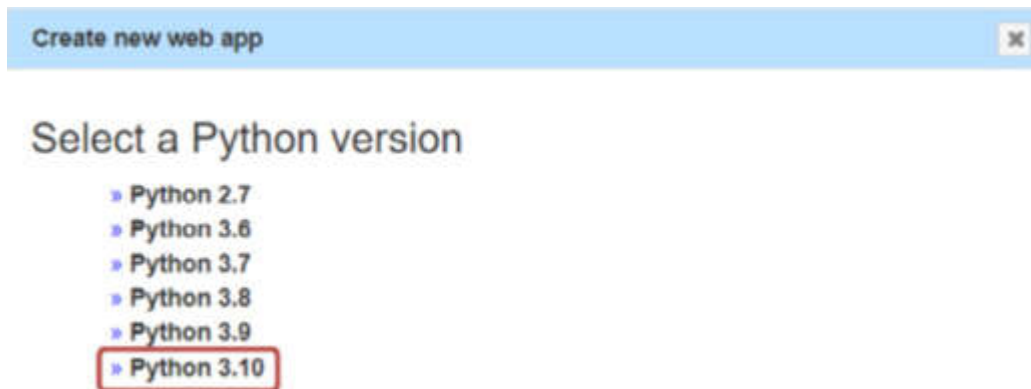 Create new web app
Select a Python version
» Python 2.7
» Python 3.6
» Python 3.7
» Python 3.8
» Python 3.9
» Python 3.10